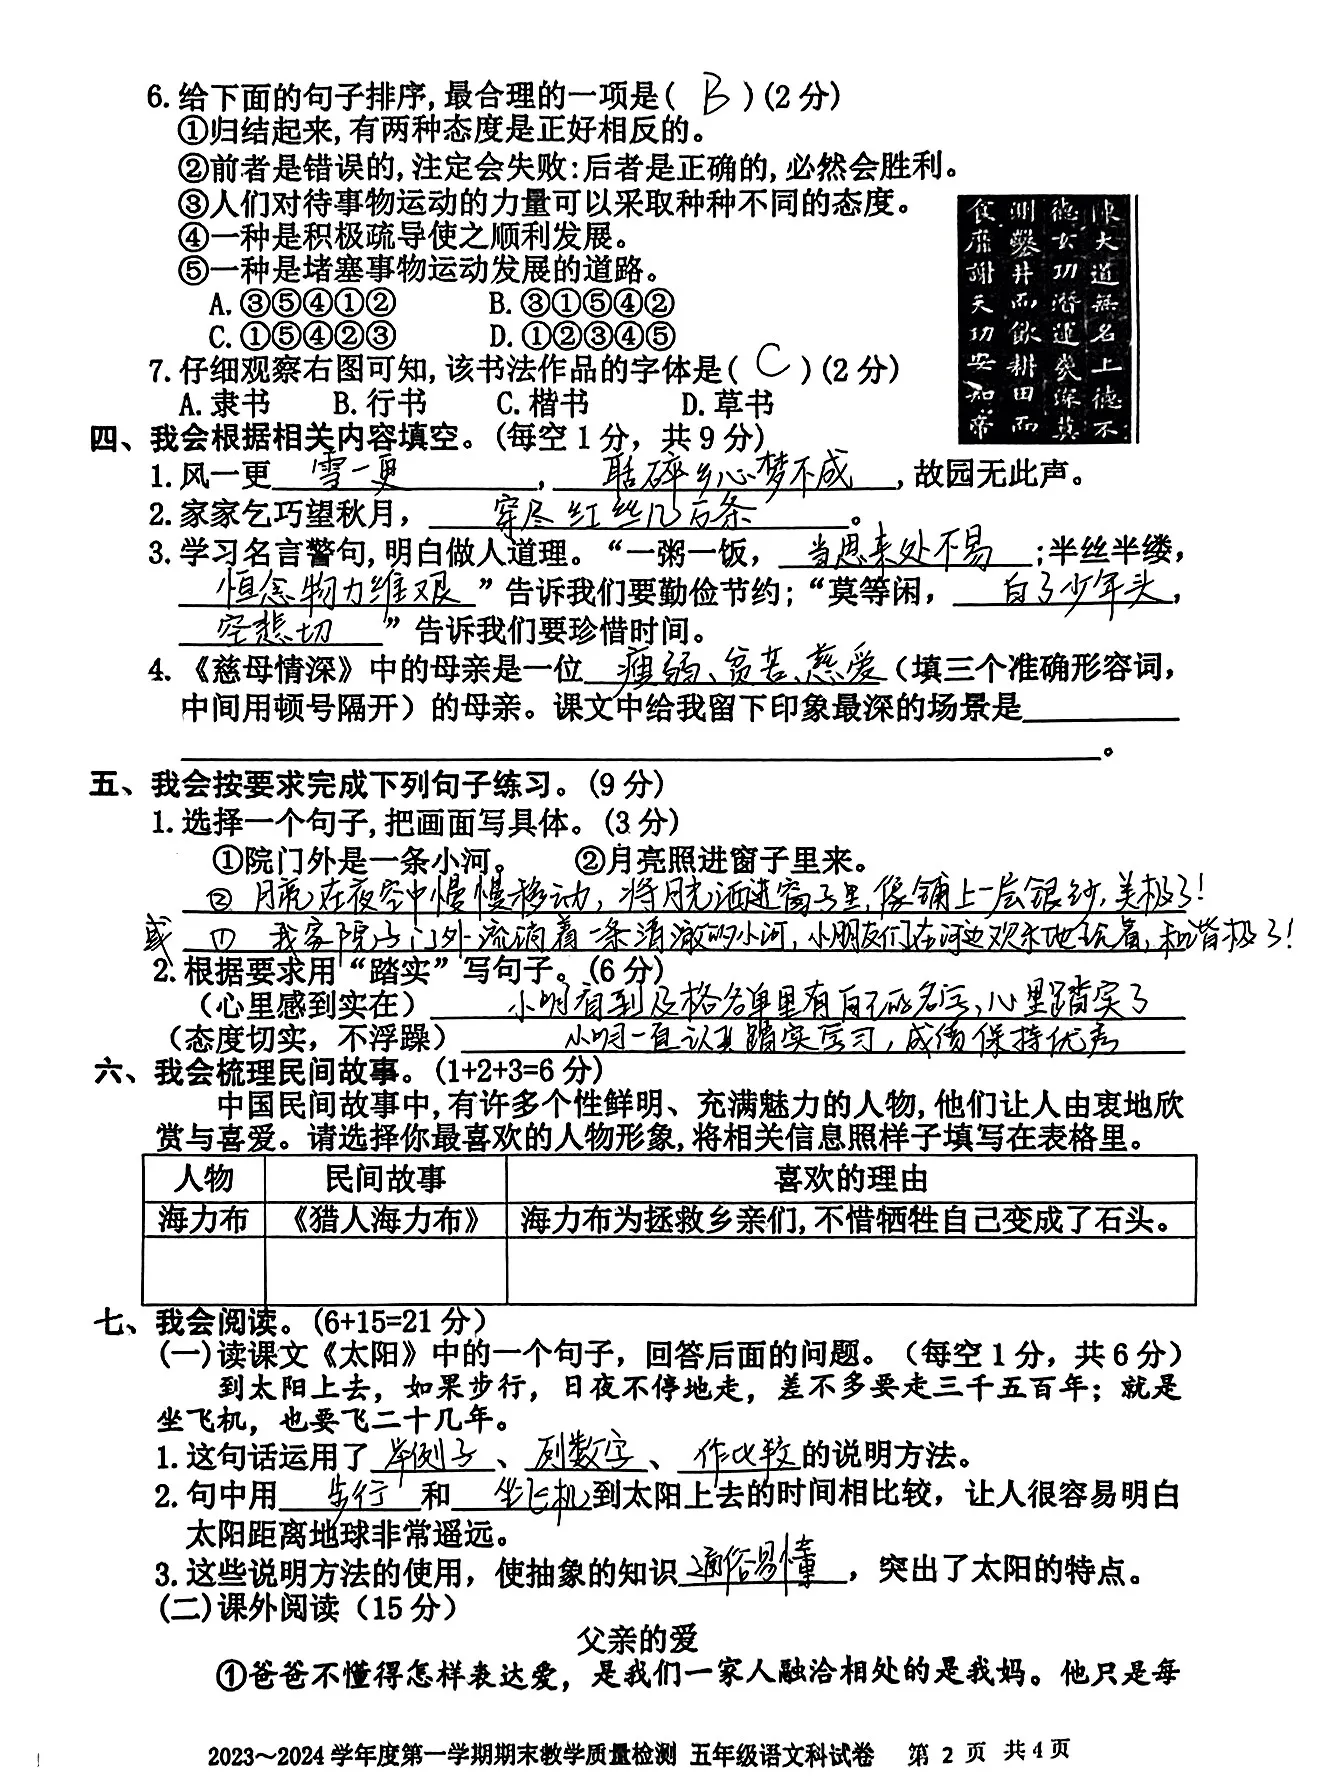 6.给下面的句子排序,最合理的一项是( B )(2分)
①归结起来,有两种态度是正好相反的。
②前者是错误的,注定会失败:后者是正确的,必然会胜利。
③人们对待事物运动的力量可以采取种种不同的态度。
④一种是积极疏导使之顺利发展。
⑤一种是堵塞事物运动发展的道路。
A.③⑤④①② B.③①⑤④②
C.①⑤④②③ D.①②③④⑤
陳大道無名上德不
德玄功潛運幾深莫
測鑿井而飲耕田而
食靡謝天功安知帝
7.仔细观察右图可知,该书法作品的字体是( C )(2分)
A.隶书 B.行书 C.楷书 D.草书
四、我会根据相关内容填空。(每空1分，共9分)
1.风一更 雪一更 ， 聒碎乡心梦不成 ,故园无此声。
2.家家乞巧望秋月， 穿尽红丝几万条 。
3.学习名言警句,明白做人道理。“一粥一饭， 当思来处不易 ;半丝半缕，
恒念物力维艰 ”告诉我们要勤俭节约；“莫等闲， 白了少年头 ，
空悲切 ”告诉我们要珍惜时间。
4.《慈母情深》中的母亲是一位 瘦弱、贫苦、慈爱 （填三个准确形容词，
中间用顿号隔开）的母亲。课文中给我留下印象最深的场景是
。
五、我会按要求完成下列句子练习。(9分)
1.选择一个句子,把画面写具体。(3分)
①院门外是一条小河。 ②月亮照进窗子里来。
② 月亮在夜空中慢慢移动，将月光洒进窗子里,像铺上一层银纱,美极了!
或 ① 我家院子门外流淌着一条清澈的小河，小朋友们在河边欢乐地玩着,和谐极了!
2.根据要求用“踏实”写句子。(6分)
（心里感到实在） 小明看到及格名单里有自己的名字,心里踏实了
（态度切实，不浮躁） 小明一直认真踏实学习，成绩保持优秀
六、我会梳理民间故事。(1+2+3=6分)
中国民间故事中,有许多个性鲜明、充满魅力的人物,他们让人由衷地欣
赏与喜爱。请选择你最喜欢的人物形象,将相关信息照样子填写在表格里。
人物 民间故事 喜欢的理由
海力布 《猎人海力布》 海力布为拯救乡亲们,不惜牺牲自己变成了石头。
七、我会阅读。(6+15=21分)
(一)读课文《太阳》中的一个句子，回答后面的问题。（每空1分，共6分）
到太阳上去，如果步行，日夜不停地走，差不多要走三千五百年；就是
坐飞机，也要飞二十几年。
1.这句话运用了 举例子 、 列数字 、 作比较 的说明方法。
2.句中用 步行 和 坐飞机 到太阳上去的时间相比较，让人很容易明白
太阳距离地球非常遥远。
3.这些说明方法的使用，使抽象的知识 通俗易懂 ，突出了太阳的特点。
(二)课外阅读（15分）
父亲的爱
①爸爸不懂得怎样表达爱，是我们一家人融洽相处的是我妈。他只是每
2023～2024学年度第一学期期末教学质量检测 五年级语文科试卷 第2页 共4页